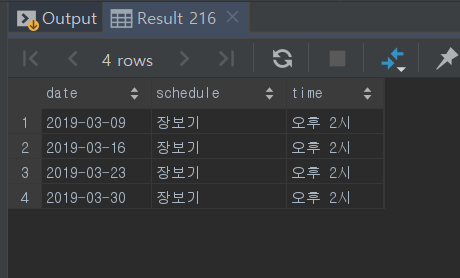 Output Result 216
4 rows
date schedule time
1 2019-03-09 장보기 오후 2시
2 2019-03-16 장보기 오후 2시
3 2019-03-23 장보기 오후 2시
4 2019-03-30 장보기 오후 2시